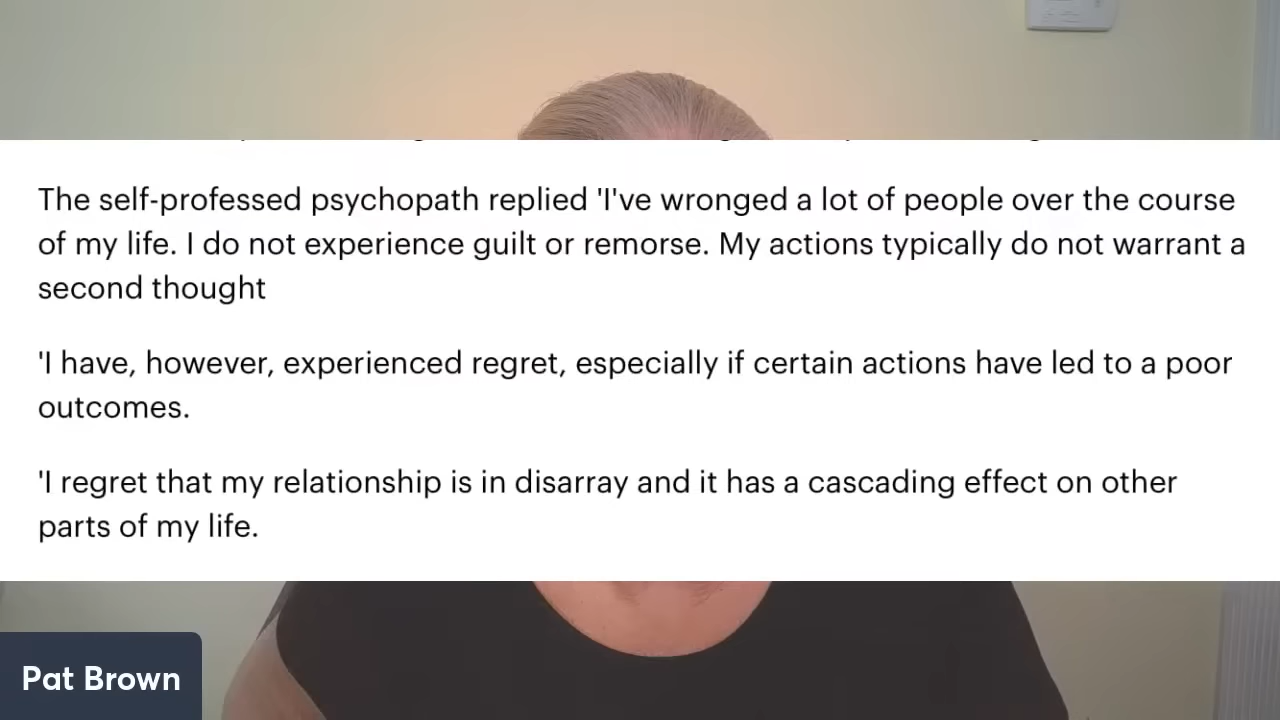 The self-professed psychopath replied 'I've wronged a lot of people over the course
of my life. I do not experience guilt or remorse. My actions typically do not warrant a
second thought
'I have, however, experienced regret, especially if certain actions have led to a poor
outcomes.
'I regret that my relationship is in disarray and it has a cascading effect on other
parts of my life.
Pat Brown